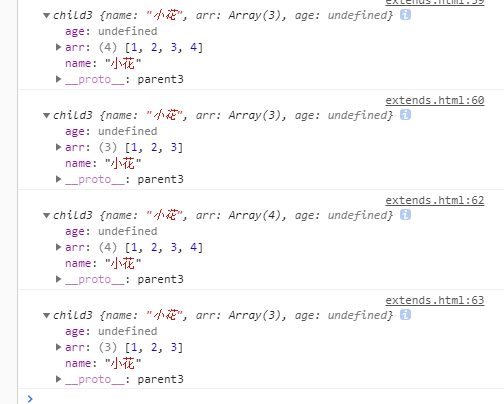 extends.html:59
▼child3 {name: "小花", arr: Array(3), age: undefined} i
age: undefined
▶arr: (4) [1, 2, 3, 4]
name: "小花"
▶__proto__: parent3
extends.html:60
▼child3 {name: "小花", arr: Array(3), age: undefined} i
age: undefined
▶arr: (3) [1, 2, 3]
name: "小花"
▶__proto__: parent3
extends.html:62
▼child3 {name: "小花", arr: Array(4), age: undefined} i
age: undefined
▶arr: (4) [1, 2, 3, 4]
name: "小花"
▶__proto__: parent3
extends.html:63
▼child3 {name: "小花", arr: Array(3), age: undefined} i
age: undefined
▶arr: (3) [1, 2, 3]
name: "小花"
▶__proto__: parent3
>